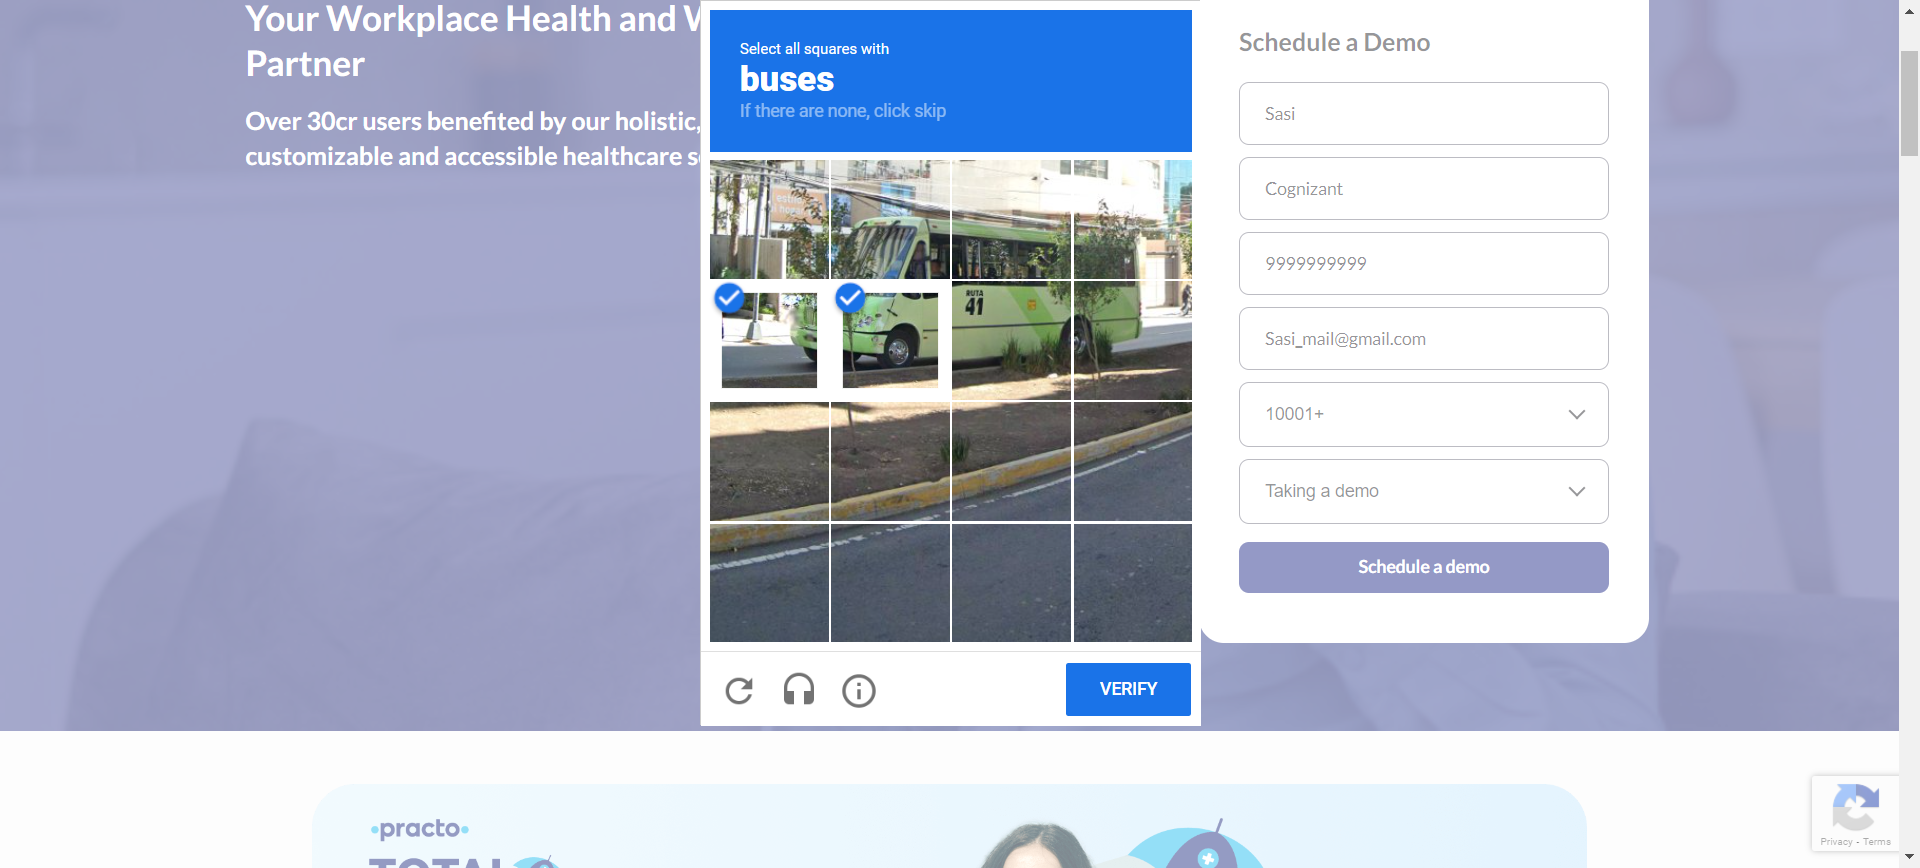 Your Workplace Health and W
Partner
Over 30cr users benefited by our holistic,
customizable and accessible healthcare s
Select all squares with
buses
If there are none, click skip
RUTA
41
VERIFY
Schedule a Demo
Sasi
Cognizant
9999999999
Sasi_mail@gmail.com
10001+
Taking a demo
Schedule a demo
practo
TOTAL
Privacy - Terms